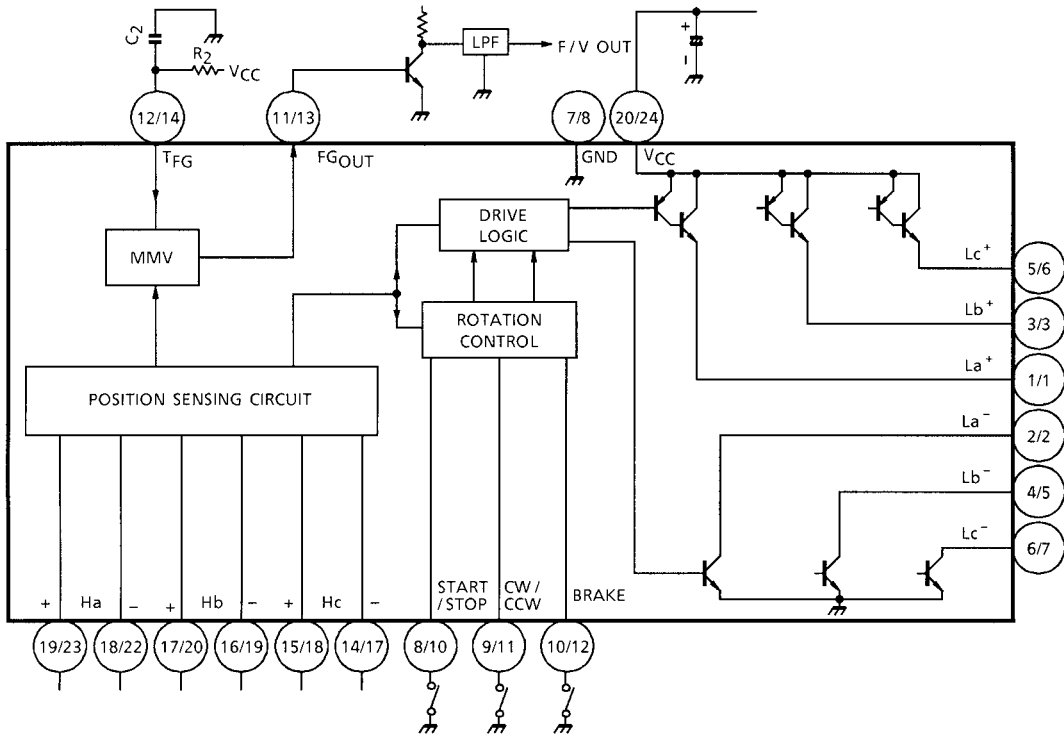 C2
R2
VCC
LPF
F/V OUT
+
-
12/14
11/13
7/8
20/24
TFG
FGOUT
GND
VCC
MMV
DRIVE
LOGIC
ROTATION
CONTROL
POSITION SENSING CIRCUIT
Lc+
5/6
Lb+
3/3
La+
1/1
La−
2/2
Lb−
4/5
Lc−
6/7
+ Ha − + Hb − + Hc −
START
/STOP
CW/
CCW
BRAKE
19/23
18/22
17/20
16/19
15/18
14/17
8/10
9/11
10/12